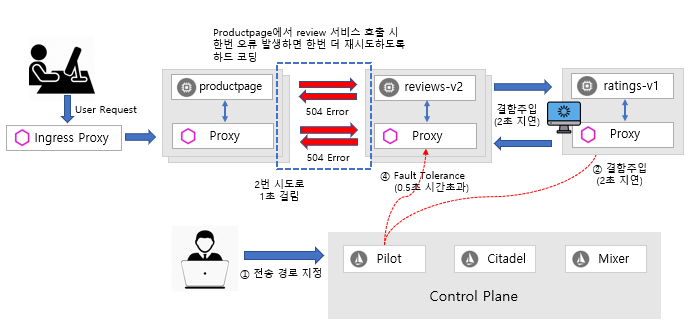 Productpage에서 review 서비스 호출 시
한번 오류 발생하면 한번 더 재시도하도록
하드 코딩
productpage
reviews-v2
ratings-v1
User Request
504 Error
결함주입
(2초 지연)
Ingress Proxy
Proxy
Proxy
Proxy
504 Error
2번 시도로
1초 걸림
④ Fault Tolerance
(0.5초 시간초과)
② 결함주입
(2초 지연)
① 전송 경로 지정
Pilot
Citadel
Mixer
Control Plane